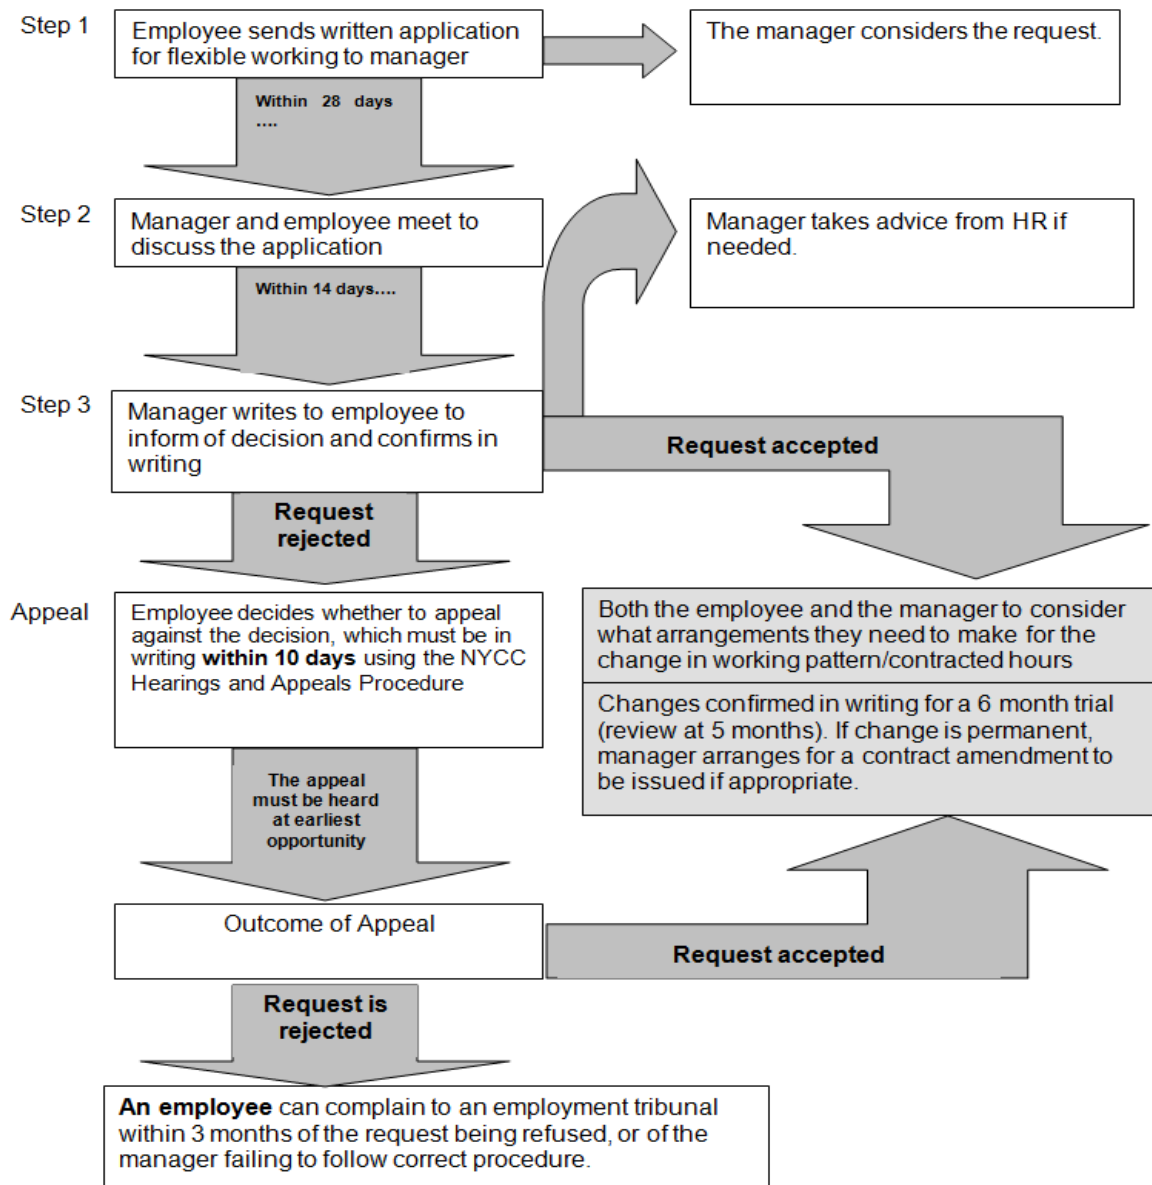 Step 1
Employee sends written application
for flexible working to manager
The manager considers the request.
Within 28 days
....
Step 2
Manager and employee meet to
discuss the application
Manager takes advice from HR if
needed.
Within 14 days....
Step 3
Manager writes to employee to
inform of decision and confirms in
writing
Request accepted
Request
rejected
Appeal
Employee decides whether to appeal
against the decision, which must be in
writing within 10 days using the NYCC
Hearings and Appeals Procedure
Both the employee and the manager to consider
what arrangements they need to make for the
change in working pattern/contracted hours
Changes confirmed in writing for a 6 month trial
(review at 5 months). If change is permanent,
manager arranges for a contract amendment to
be issued if appropriate.
The appeal
must be heard
at earliest
opportunity
Outcome of Appeal
Request accepted
Request is
rejected
An employee can complain to an employment tribunal
within 3 months of the request being refused, or of the
manager failing to follow correct procedure.